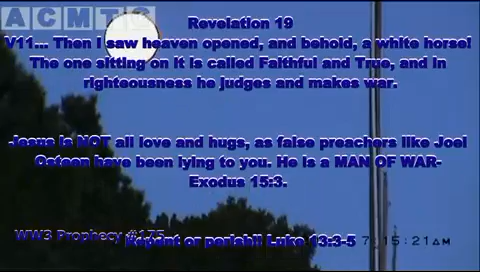 ACMTC
Revelation 19
V11... Then I saw heaven opened, and behold, a white horse!
The one sitting on it is called Faithful and True, and in
righteousness he judges and makes war.
Jesus is NOT all love and hugs, as false preachers like Joel
Osteen have been lying to you. He is a MAN OF WAR-
Exodus 15:3.
WW3 Prophecy #175
Repent or perish!! Luke 13:3-5 7:15:21AM